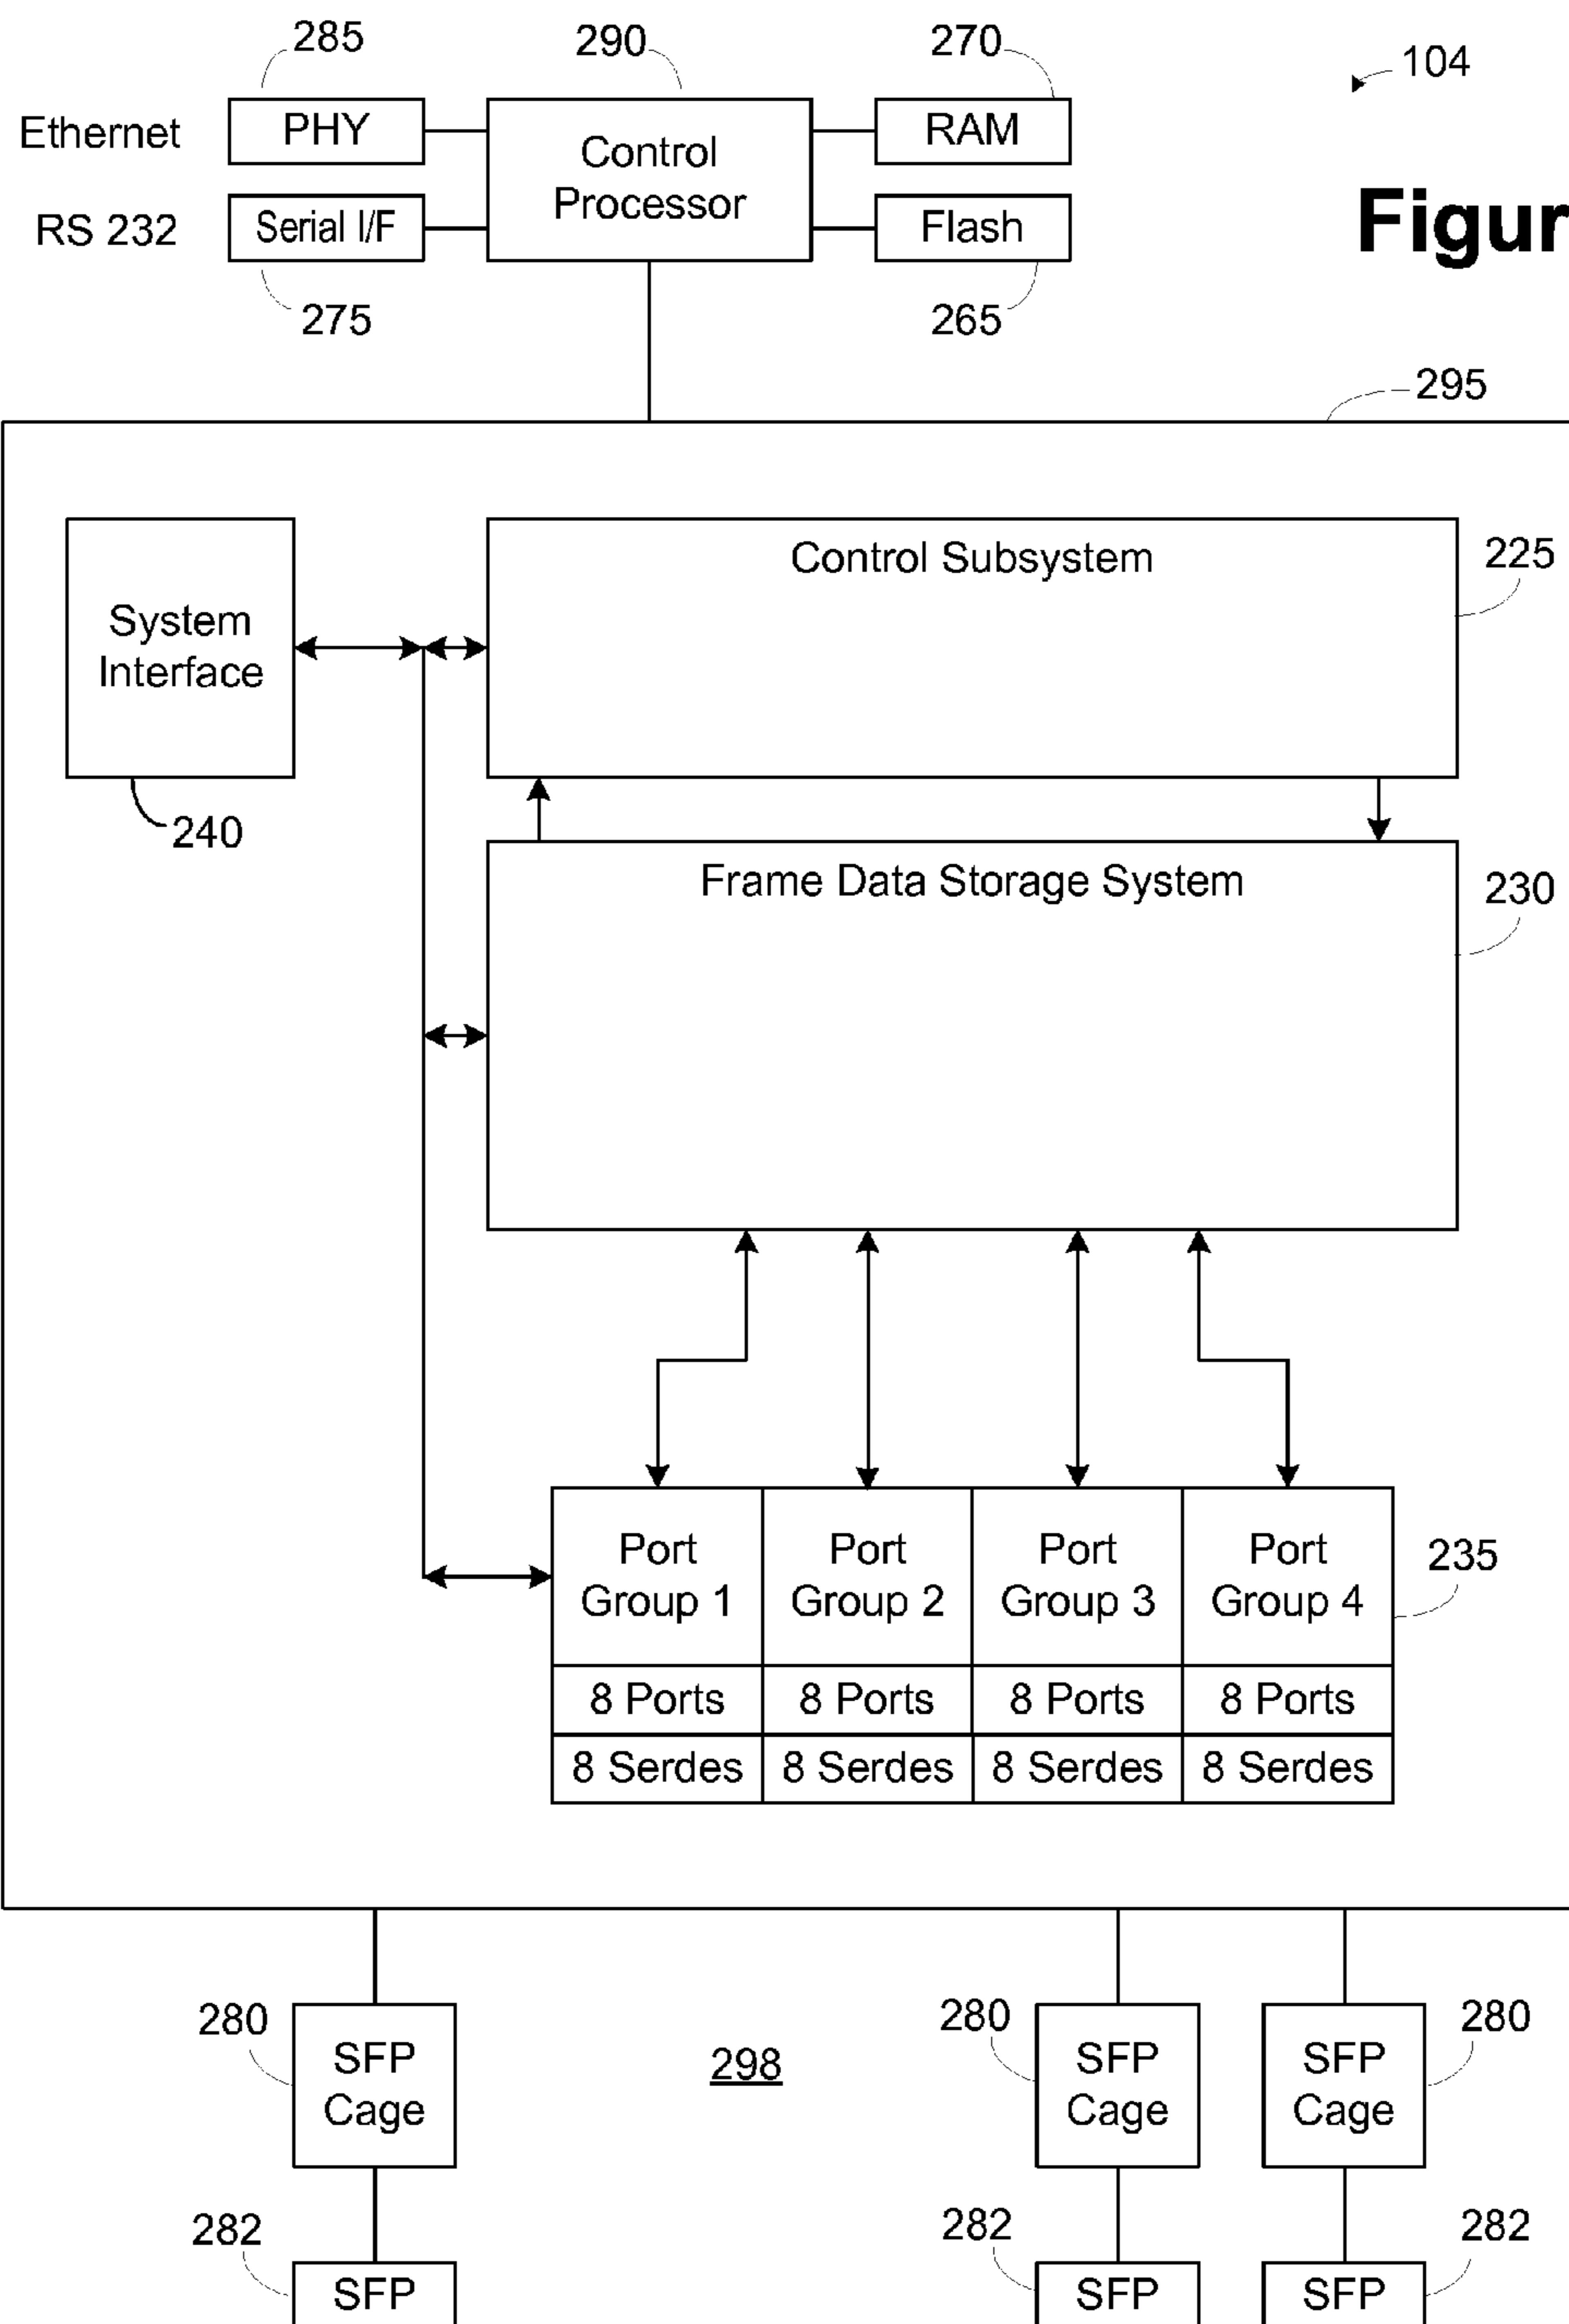 285
290
270
104
Ethernet
PHY
Control
Processor
RAM
RS 232
Serial I/F
Flash
Figur
275
265
295
System
Interface
Control Subsystem
225
240
Frame Data Storage System
230
Port
Group 1
Port
Group 2
Port
Group 3
Port
Group 4
235
8 Ports
8 Ports
8 Ports
8 Ports
8 Serdes
8 Serdes
8 Serdes
8 Serdes
280
SFP
Cage
298
280
SFP
Cage
SFP
Cage
280
282
SFP
282
SFP
SFP
282